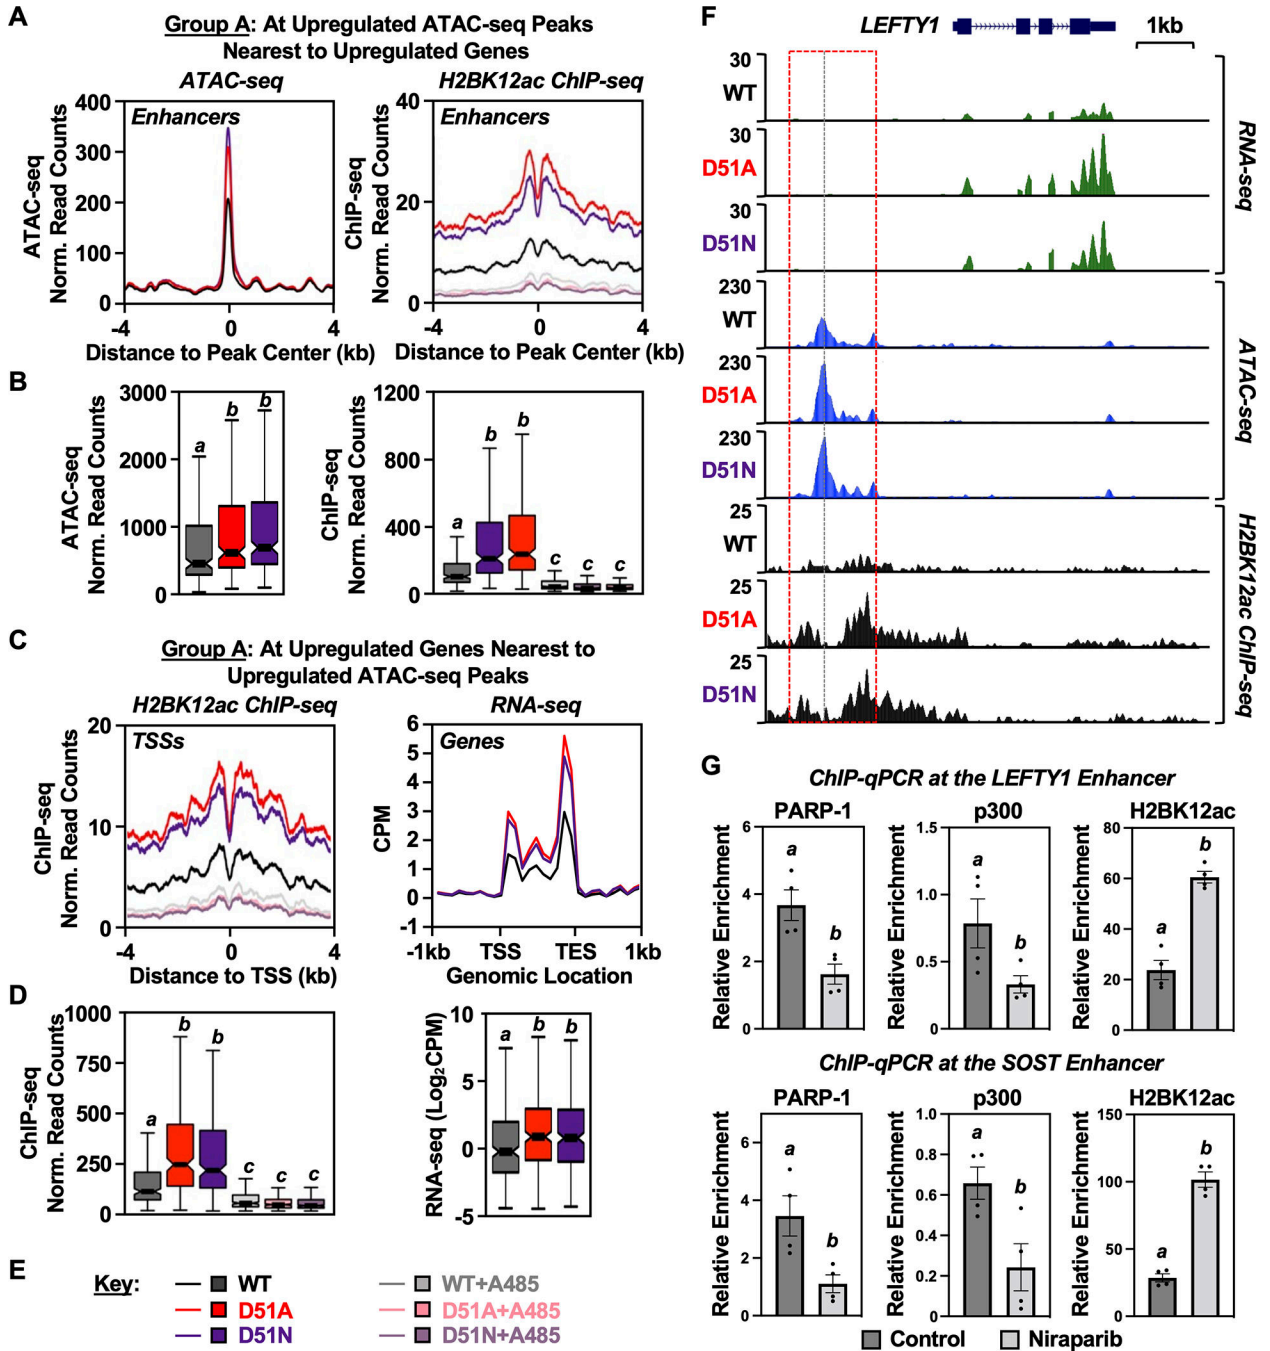 A
Group A: At Upregulated ATAC-seq Peaks
Nearest to Upregulated Genes
ATAC-seq
H2BK12ac ChIP-seq
ATAC-seq
Norm. Read Counts
400
300
200
100
0
Enhancers
-4
0
4
Distance to Peak Center (kb)
ChIP-seq
Norm. Read Counts
40
20
0
Enhancers
-4
0
4
Distance to Peak Center (kb)
B
ATAC-seq
Norm. Read Counts
3000
2000
1000
0
a
b
b
ChIP-seq
Norm. Read Counts
1200
800
400
0
a
b
b
c
c
c
C
Group A: At Upregulated Genes Nearest to
Upregulated ATAC-seq Peaks
H2BK12ac ChIP-seq
RNA-seq
ChIP-seq
Norm. Read Counts
20
10
0
TSSs
-4
0
4
Distance to TSS (kb)
CPM
6
5
4
3
2
1
0
-1
Genes
-1kb
TSS
TES
1kb
Genomic Location
D
ChIP-seq
Norm. Read Counts
1000
750
500
250
0
a
b
b
c
c
c
RNA-seq (Log₂CPM)
10
5
0
-5
a
b
b
E
Key:
WT
D51A
D51N
WT+A485
D51A+A485
D51N+A485
F
LEFTY1
1kb
30
WT
30
D51A
30
D51N
RNA-seq
230
WT
230
D51A
230
D51N
ATAC-seq
25
WT
25
D51A
25
D51N
H2BK12ac ChIP-seq
G
ChIP-qPCR at the LEFTY1 Enhancer
PARP-1
Relative Enrichment
6
4
2
0
a
b
p300
Relative Enrichment
1.5
1.0
0.5
0
a
b
H2BK12ac
Relative Enrichment
80
60
40
20
0
a
b
ChIP-qPCR at the SOST Enhancer
PARP-1
Relative Enrichment
6
4
2
0
a
b
p300
Relative Enrichment
1.0
0.8
0.6
0.4
0.2
0
a
b
H2BK12ac
Relative Enrichment
150
100
50
0
a
b
Control
Niraparib